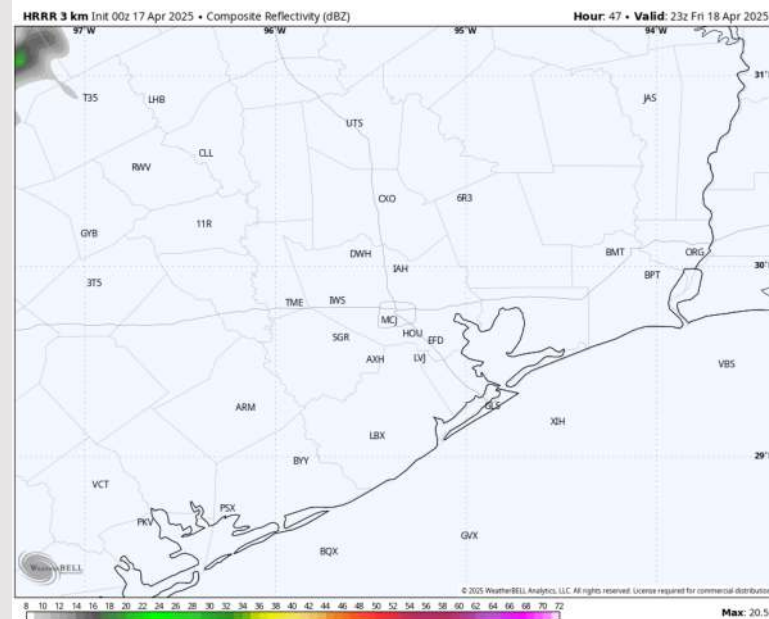 HRRR 3 km Init 00z 17 Apr 2025 • Composite Reflectivity (dBZ)
Hour: 47 • Valid: 23z Fri 18 Apr 2025
97°W 96°W 95°W 94°W
31°
T35 LHB JAS
UTS
CLL
RWV
CXO 6R3
11R
GYB
DWH BMT ORG
IAH 30°
3T5 BPT
TME IWS
MCJ
SGR HOU EFD
AXH LVJ VBS
ARM GLS
XIH
LBX
BYY 29°
VCT
PKV PSX
GVX
BQX
WeatherBELL
© 2025 WeatherBELL Analytics, LLC. All rights reserved. License required for commercial distribution
8 10 12 14 16 18 20 22 24 26 28 30 32 34 36 38 40 42 44 46 48 50 52 54 56 58 60 62 64 66 68 70 72
Max: 20.5